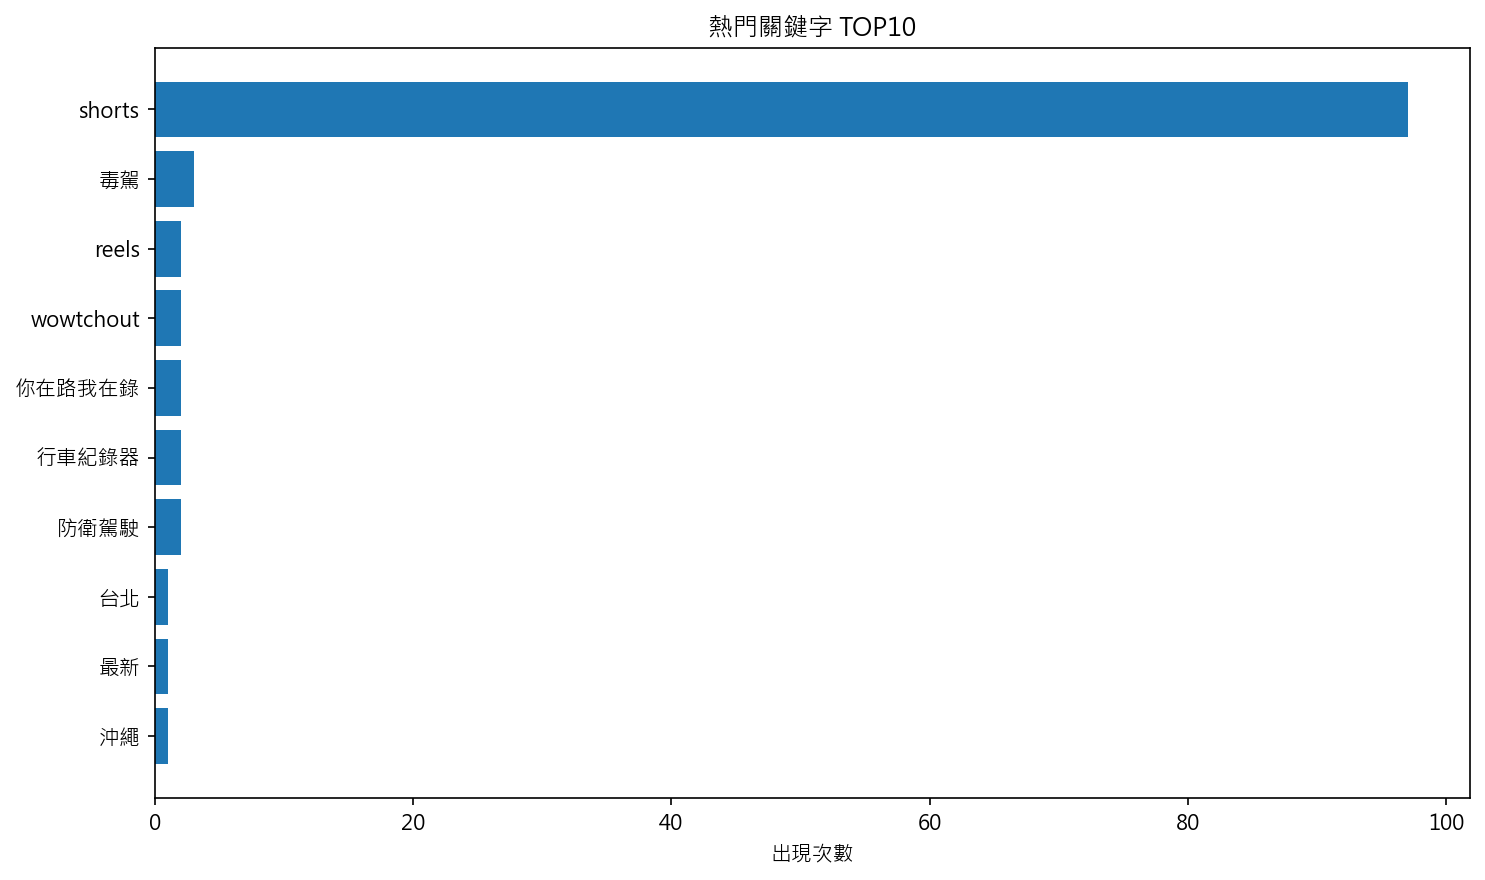 熱門關鍵字 TOP10
shorts
毒駕
reels
wowtchout
你在路我在錄
行車紀錄器
防衛駕駛
台北
最新
沖繩
0 20 40 60 80 100
出現次數